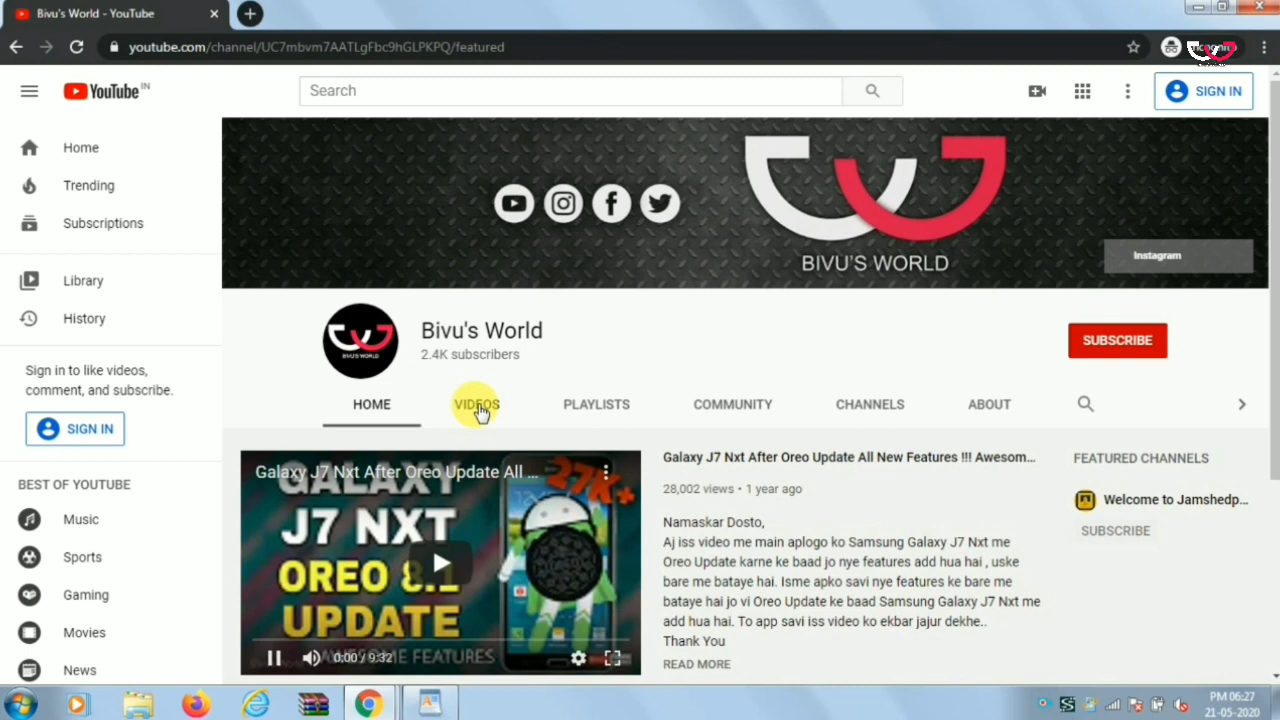 Bivu's World - YouTube
youtube.com/channel/UC7mbvm7AATLgFbc9hGLPKPQ/featured
YouTube IN
Search
SIGN IN
Home
Trending
Subscriptions
Library
History
Sign in to like videos,
comment, and subscribe.
SIGN IN
BEST OF YOUTUBE
Music
Sports
Gaming
Movies
News
BIVU'S WORLD
Instagram
BIVU'S WORLD
Bivu's World
2.4K subscribers
SUBSCRIBE
HOME VIDEOS PLAYLISTS COMMUNITY CHANNELS ABOUT
Galaxy J7 Nxt After Oreo Update All ...
27K+
GALAXY
J7 NXT
OREO 8.1
UPDATE
AWESOME FEATURES
0:00 / 9:32
Galaxy J7 Nxt After Oreo Update All New Features !!! Awesom...
28,002 views • 1 year ago
Namaskar Dosto,
Aj iss video me main aplogo ko Samsung Galaxy J7 Nxt me
Oreo Update karne ke baad jo nye features add hua hai , uske
bare me bataye hai. Isme apko savi nye features ke bare me
bataya hai jo vi Oreo Update ke baad Samsung Galaxy J7 Nxt me
add hua hai. To app savi iss video ko ekbar jajur dekhe..
Thank You
READ MORE
FEATURED CHANNELS
Welcome to Jamshedp...
SUBSCRIBE
PM 06:27
21-05-2020